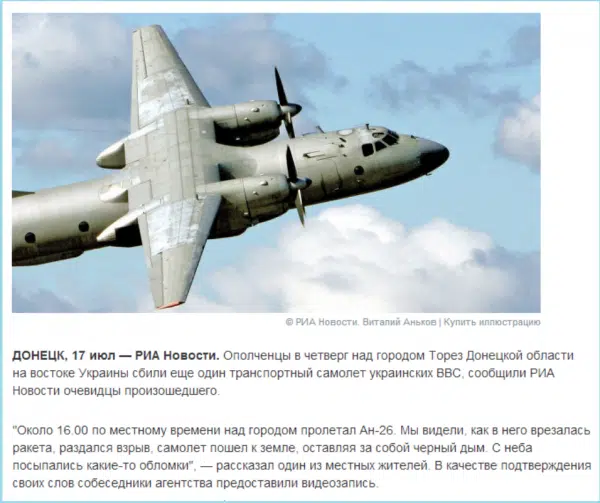 © РИА Новости. Виталий Аньков | Купить иллюстрацию
ДОНЕЦК, 17 июл — РИА Новости. Ополченцы в четверг над городом Торез Донецкой области
на востоке Украины сбили еще один транспортный самолет украинских ВВС, сообщили РИА
Новости очевидцы произошедшего.
"Около 16.00 по местному времени над городом пролетал Ан-26. Мы видели, как в него врезалась
ракета, раздался взрыв, самолет пошел к земле, оставляя за собой черный дым. С неба
посыпались какие-то обломки", — рассказал один из местных жителей. В качестве подтверждения
своих слов собеседники агентства предоставили видеозапись.